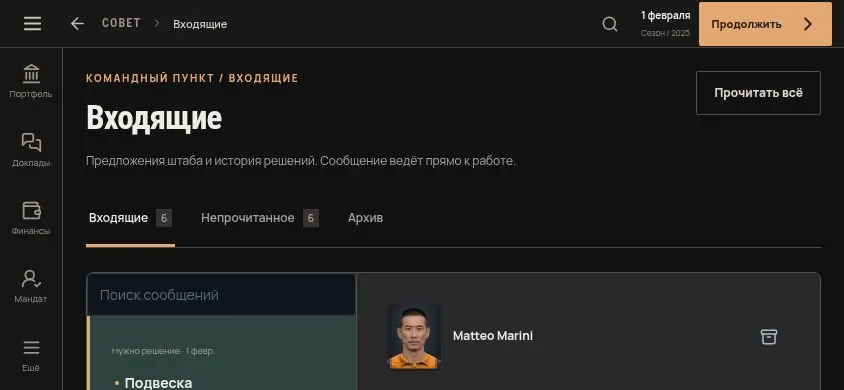 СОВЕТ
Входящие
1 февраля
Сезон / 2025
Продолжить
Портфель
Доклады
Финансы
Мандат
Ещё
КОМАНДНЫЙ ПУНКТ / ВХОДЯЩИЕ
Входящие
Прочитать всё
Предложения штаба и история решений. Сообщение ведёт прямо к работе.
Входящие 6
Непрочитанное 6
Архив
Поиск сообщений
Нужно решение · 1 февр.
• Подвеска
Matteo Marini